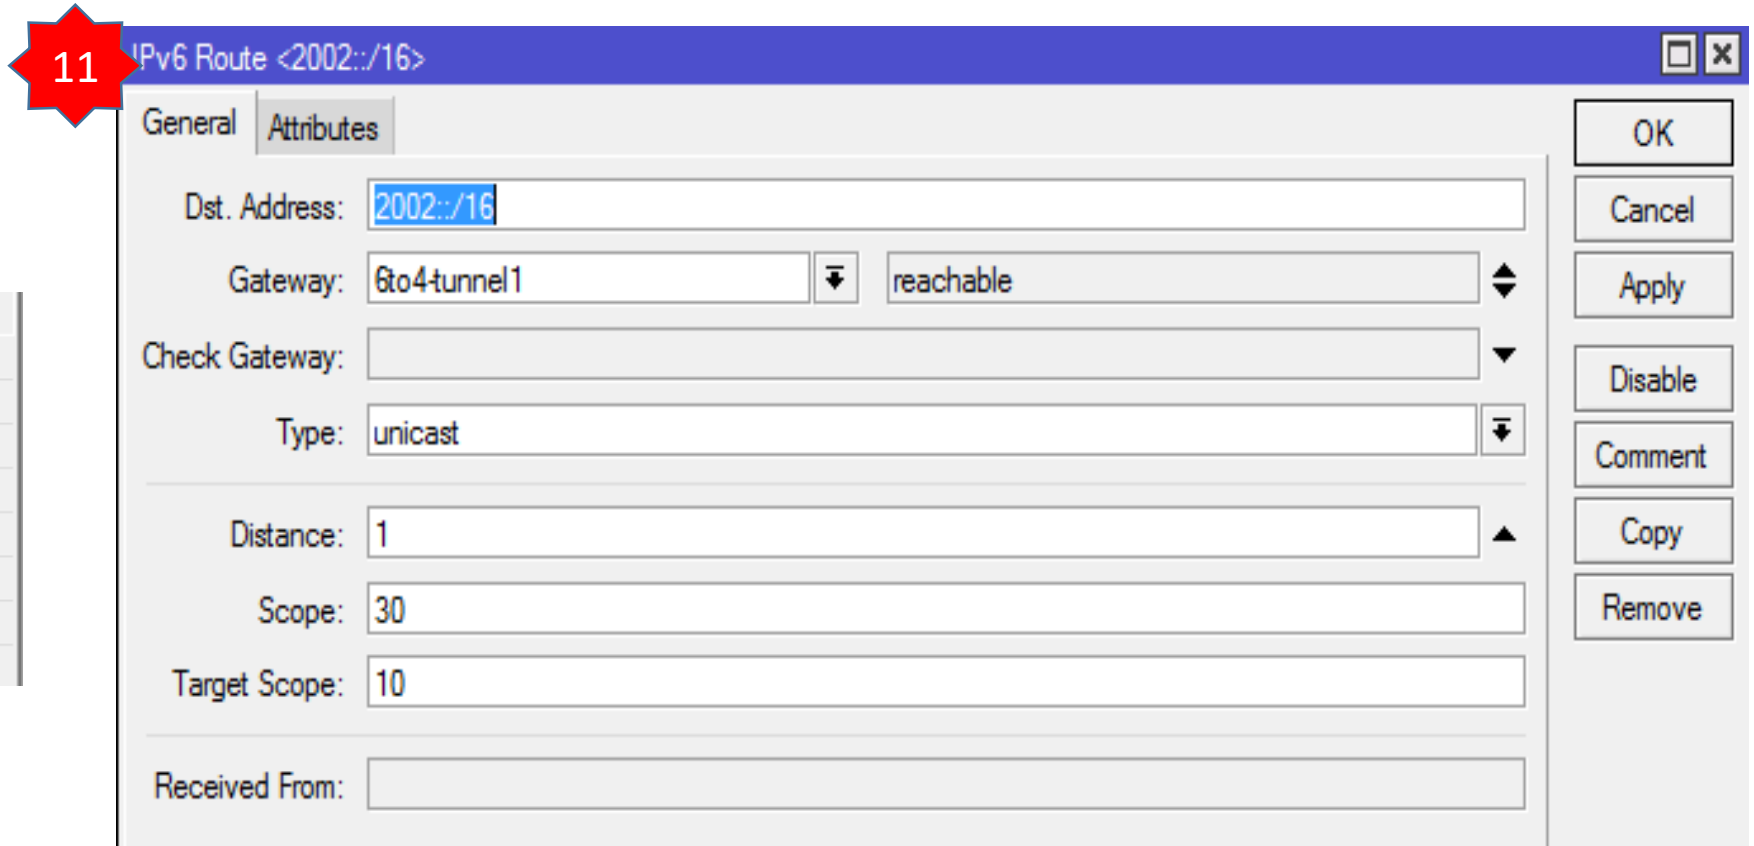 11
IPv6 Route <2002::/16>
General Attributes
OK
Dst. Address: 2002::/16
Cancel
Gateway: 6to4-tunnel1 reachable
Apply
Check Gateway:
Disable
Type: unicast
Comment
Distance: 1
Copy
Scope: 30
Remove
Target Scope: 10
Received From: